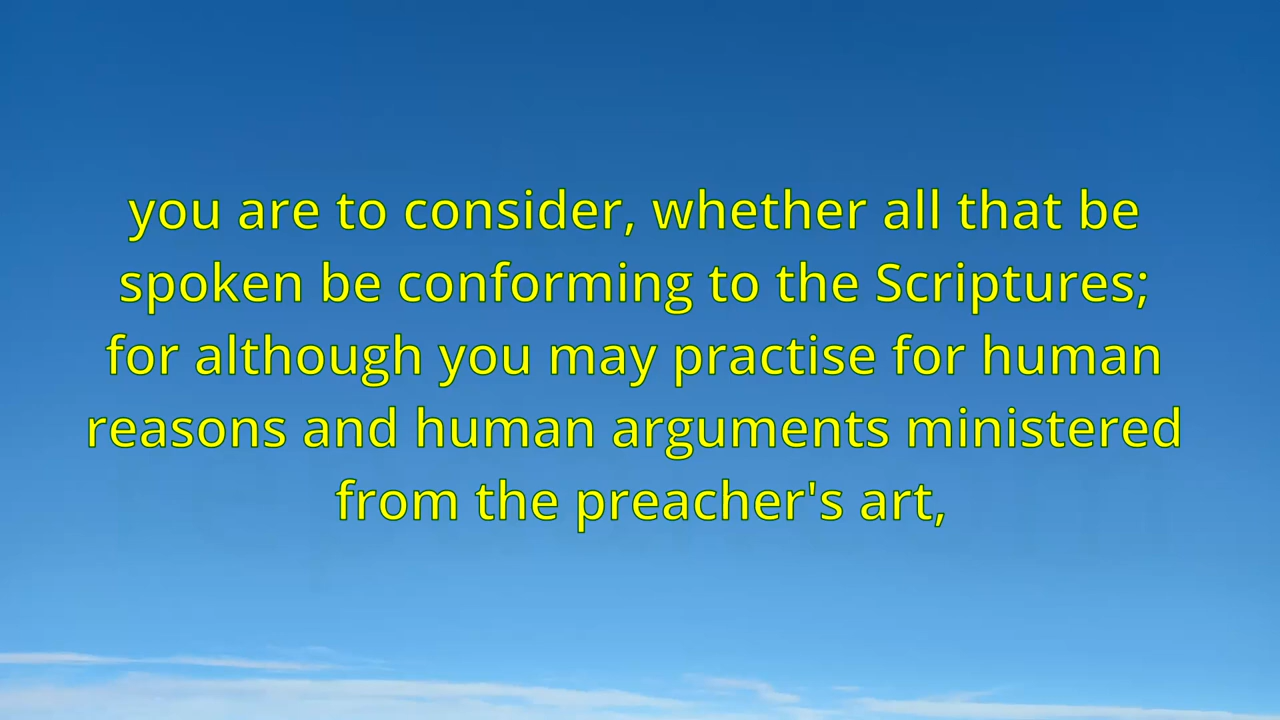 you are to consider, whether all that be
spoken be conforming to the Scriptures;
for although you may practise for human
reasons and human arguments ministered
from the preacher's art,